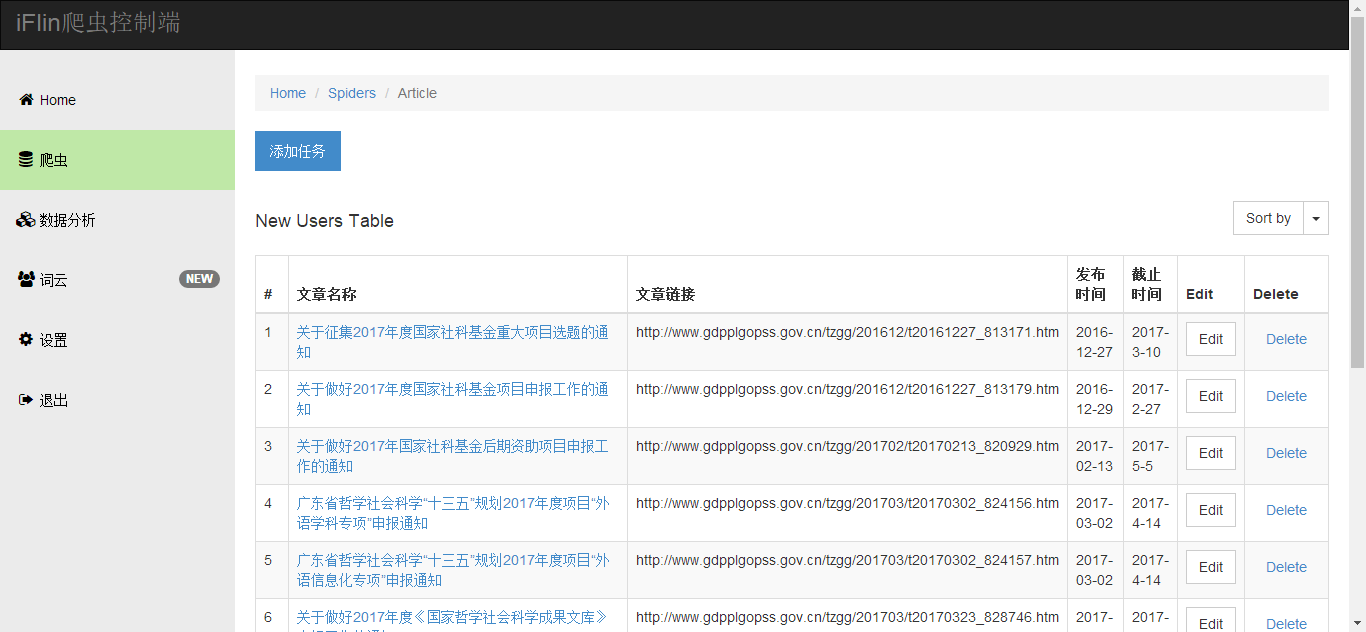 iFlin爬虫控制端
Home
爬虫
数据分析
词云 NEW
设置
退出
Home / Spiders / Article
添加任务
New Users Table
Sort by
# 文章名称 文章链接 发布时间 截止时间 Edit Delete
1 关于征集2017年度国家社科基金重大项目选题的通知 http://www.gdpplgopss.gov.cn/tzgg/201612/t20161227_813171.htm 2016-12-27 2017-3-10 Edit Delete
2 关于做好2017年度国家社科基金项目申报工作的通知 http://www.gdpplgopss.gov.cn/tzgg/201612/t20161227_813179.htm 2016-12-29 2017-2-27 Edit Delete
3 关于做好2017年国家社科基金后期资助项目申报工作的通知 http://www.gdpplgopss.gov.cn/tzgg/201702/t20170213_820929.htm 2017-02-13 2017-5-5 Edit Delete
4 广东省哲学社会科学“十三五”规划2017年度项目“外语学科专项”申报通知 http://www.gdpplgopss.gov.cn/tzgg/201703/t20170302_824156.htm 2017-03-02 2017-4-14 Edit Delete
5 广东省哲学社会科学“十三五”规划2017年度项目“外语信息化专项”申报通知 http://www.gdpplgopss.gov.cn/tzgg/201703/t20170302_824157.htm 2017-03-02 2017-4-14 Edit Delete
6 关于做好2017年度《国家哲学社会科学成果文库》 http://www.gdpplgopss.gov.cn/tzgg/201703/t20170323_828746.htm 2017- 2017- Edit Delete